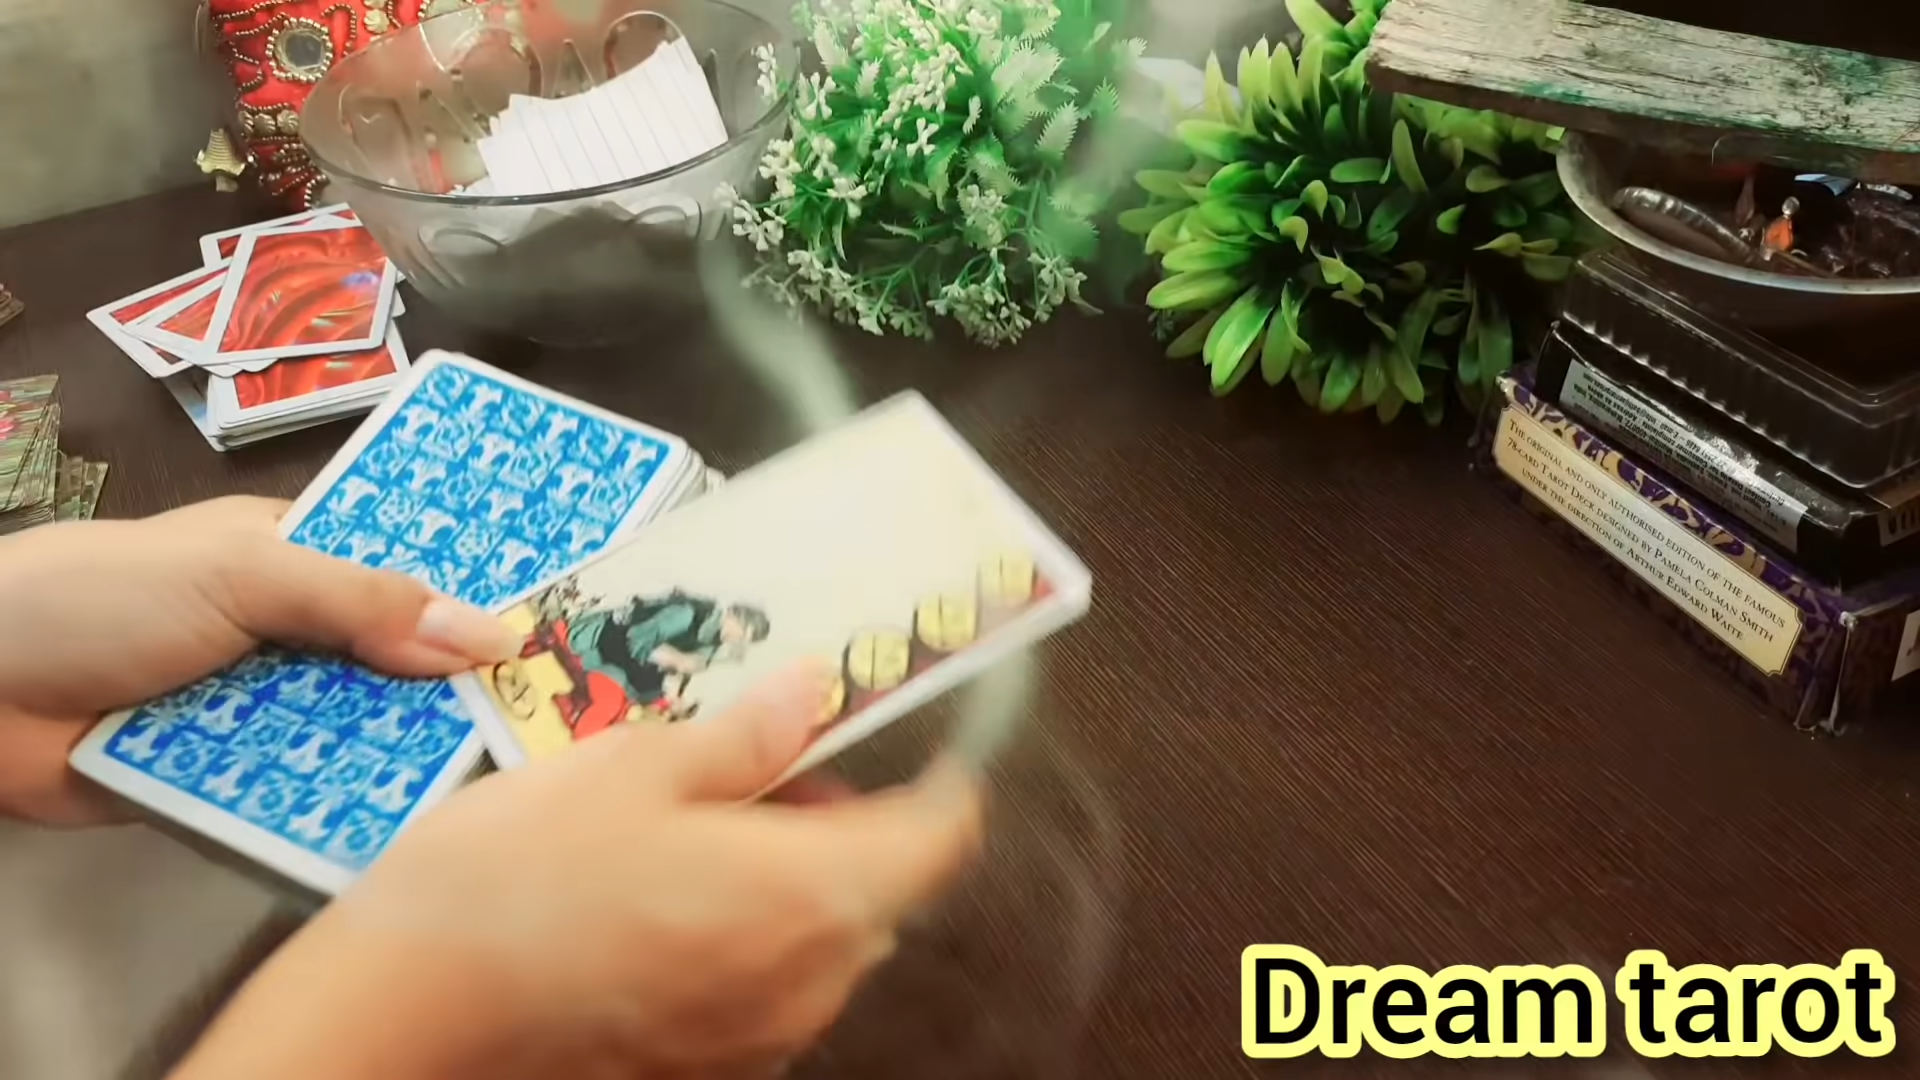 THE ORIGINAL AND ONLY AUTHORISED EDITION OF THE FAMOUS
78-CARD TAROT DECK DESIGNED BY PAMELA COLMAN SMITH
UNDER THE DIRECTION OF ARTHUR EDWARD WAITE
Dream tarot